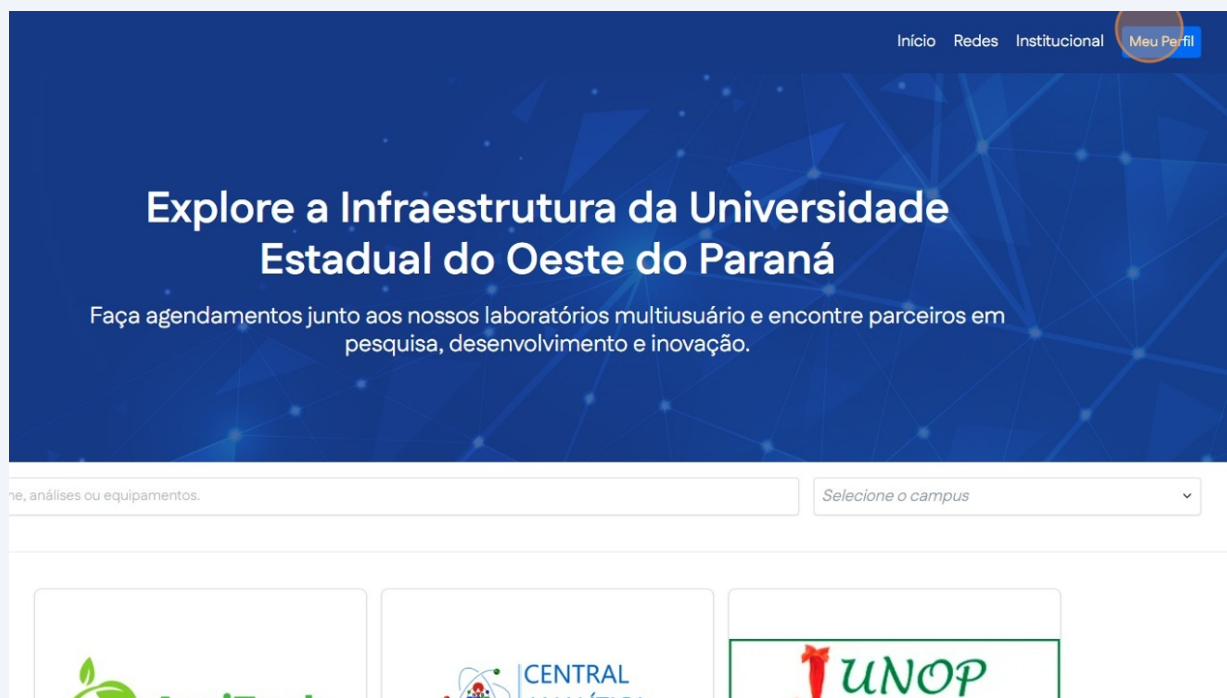 Início Redes Institucional Meu Perfil
Explore a Infraestrutura da Universidade
Estadual do Oeste do Paraná
Faça agendamentos junto aos nossos laboratórios multiusuário e encontre parceiros em
pesquisa, desenvolvimento e inovação.
análises ou equipamentos.
Selecione o campus
CENTRAL
UNOP